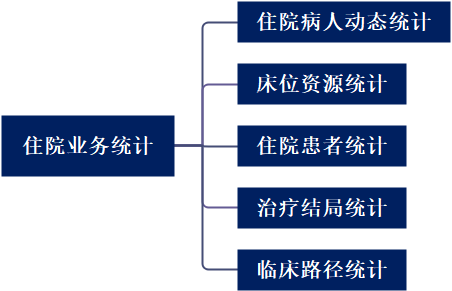 住院业务统计
住院病人动态统计
床位资源统计
住院患者统计
治疗结局统计
临床路径统计